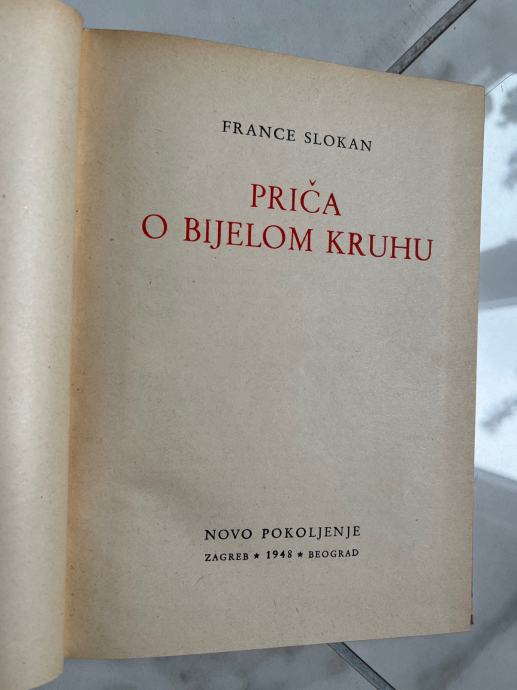 FRANCE SLOKAN
PRIČA
O BIJELOM KRUHU
NOVO POKOLJENJE
ZAGREB ★ 1948 ★ BEOGRAD